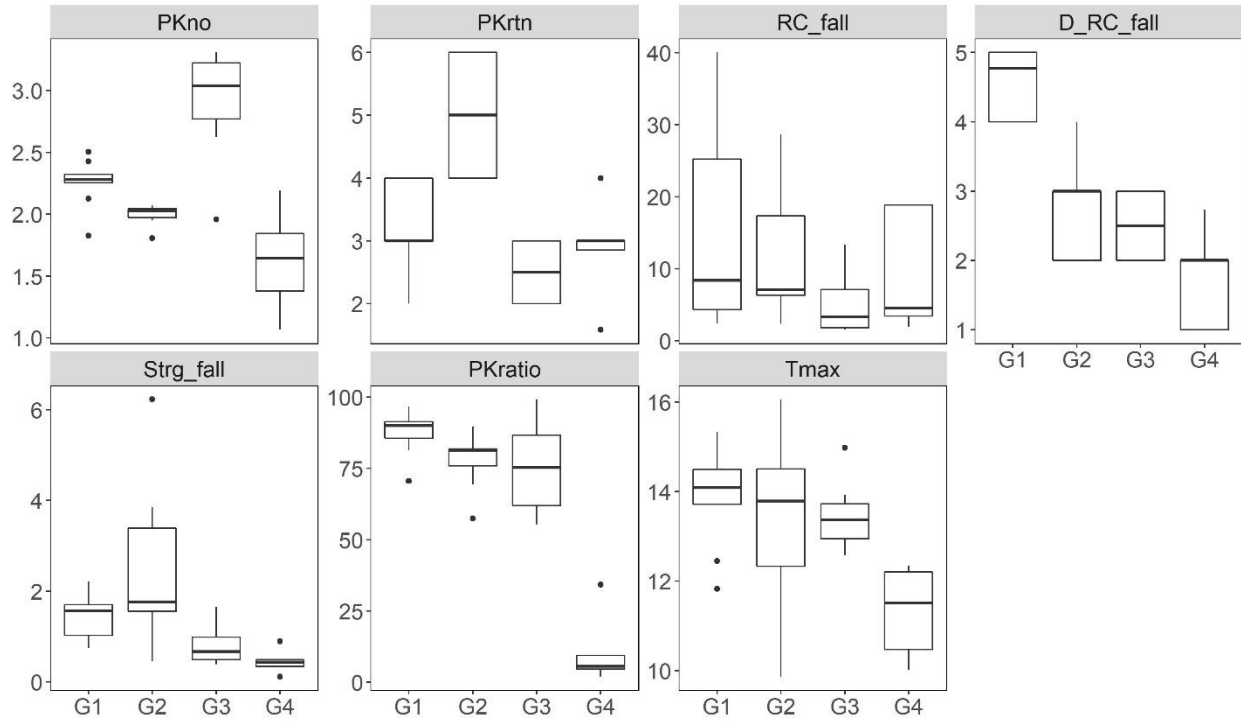 PKno PKrtn RC_fall D_RC_fall
3.0 6 40 5
2.5 5 30 4
2.0 4 20 3
1.5 3 10 2
1.0 2 0 1
G1 G2 G3 G4
Strg_fall PKratio Tmax
6 100 16
4 75 14
2 50 12
0 25 10
0
G1 G2 G3 G4 G1 G2 G3 G4 G1 G2 G3 G4